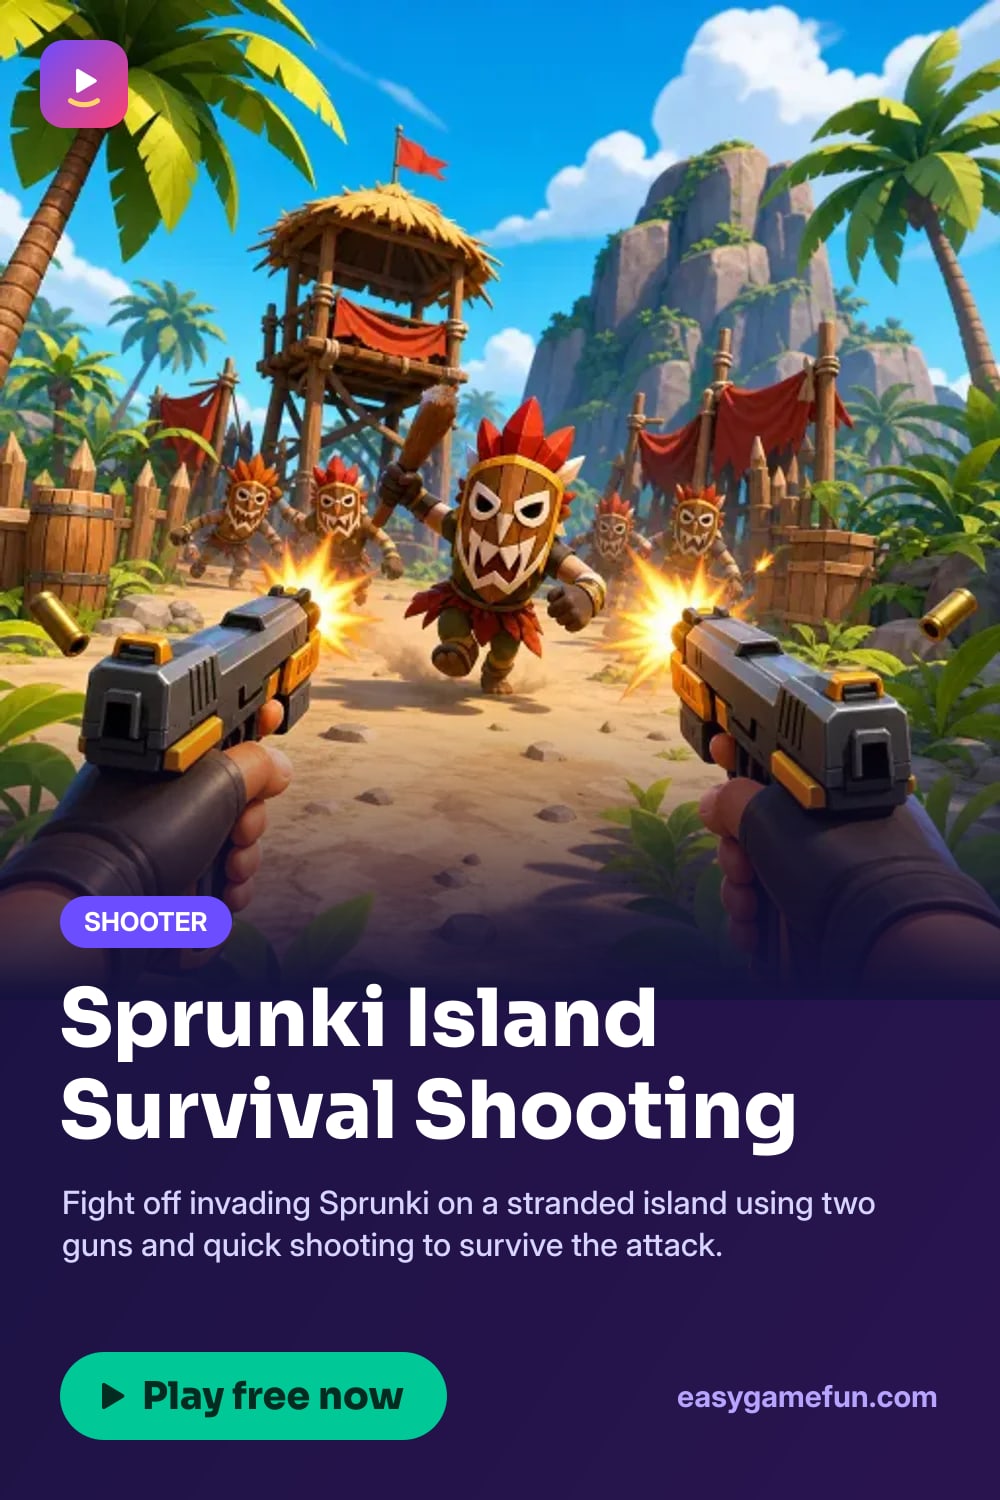 SHOOTER
Sprunki Island
Survival Shooting
Fight off invading Sprunki on a stranded island using two
guns and quick shooting to survive the attack.
Play free now
easygamefun.com